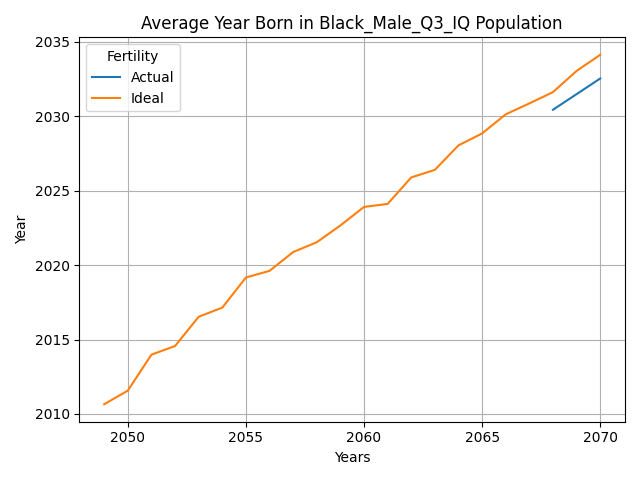 Average Year Born in Black_Male_Q3_IQ Population
Fertility
Actual
Ideal
Year
2035
2030
2025
2020
2015
2010
2050
2055
2060
2065
2070
Years